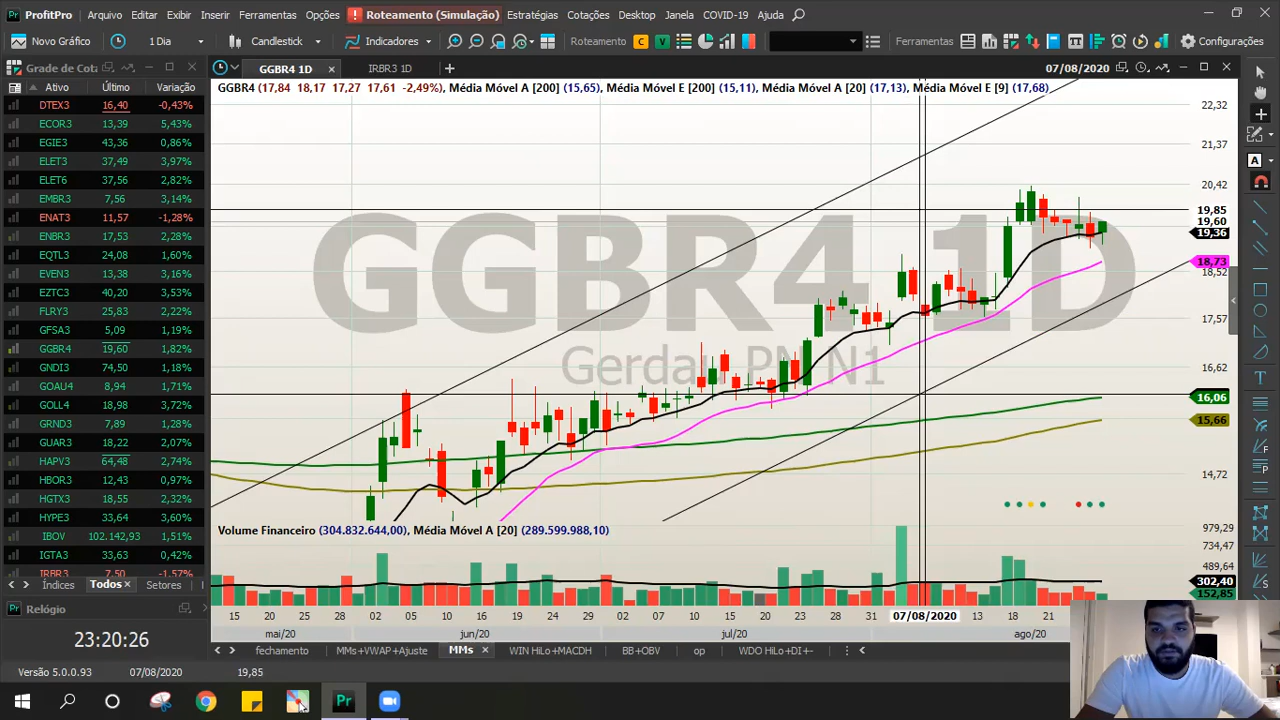 ProfitPro Arquivo Exibir Inserir Ferramentas Opções ! Roteamento (Simulação) Estratégias Cotações Desktop Janela COVID-19 Ajuda
Novo Gráfico 1 Dia Candlestick Indicadores Roteamento C V Ferramentas Configurações
Grade de Cota GGBR4 1D IRBR3 1D 07/08/2020
Ativo Último Variação
GGBR4 (17,84 18,17 17,27 17,61 -2,49%), Média Móvel A [200] (15,65), Média Móvel E [200] (15,11), Média Móvel A [20] (17,13), Média Móvel E [9] (17,68)
DTEX3 16,40 -0,43%
ECOR3 13,39 5,43%
EGIE3 43,36 0,86%
ELET3 37,49 3,97%
ELET6 37,56 2,82%
EMBR3 7,56 3,14%
ENAT3 11,57 -1,28%
ENBR3 17,53 2,28%
EQTL3 24,08 1,60%
EVEN3 13,38 3,16%
EZTC3 40,20 3,53%
FLRY3 25,83 2,22%
GFSA3 5,09 1,19%
GGBR4 19,60 1,82%
GNDI3 74,50 1,18%
GOAU4 8,94 1,71%
GOLL4 18,98 3,72%
GRND3 7,89 1,28%
GUAR3 18,22 2,07%
HAPV3 64,48 2,74%
HBOR3 12,43 0,97%
HGTX3 18,55 2,32%
HYPE3 33,64 3,60%
IBOV 102.142,93 1,51%
IGTA3 33,63 0,42%
IRBR3 7,50 -1,57%
Índices Todos Setores
Relógio
23:20:26
GGBR4 1D
Gerdau PN N1
22,32
21,37
20,42
19,85
19,60
19,36
18,73
18,52
17,57
16,62
16,06
15,66
14,72
Volume Financeiro (304.832.644,00), Média Móvel A [20] (289.599.988,10)
979,29
734,47
489,64
302,40
152,85
15 20 25 28 02 05 10 16 19 24 29 02 07 10 15 20 23 28 31 07/08/2020 13 18 21
mai/20 jun/20 jul/20 ago/20
fechamento MMs+VWAP+Ajuste MMs WIN HiLo+MACDH BB+OBV op WDO HiLo+DI+-
Versão 5.0.0.93 07/08/2020 19,85
Pr